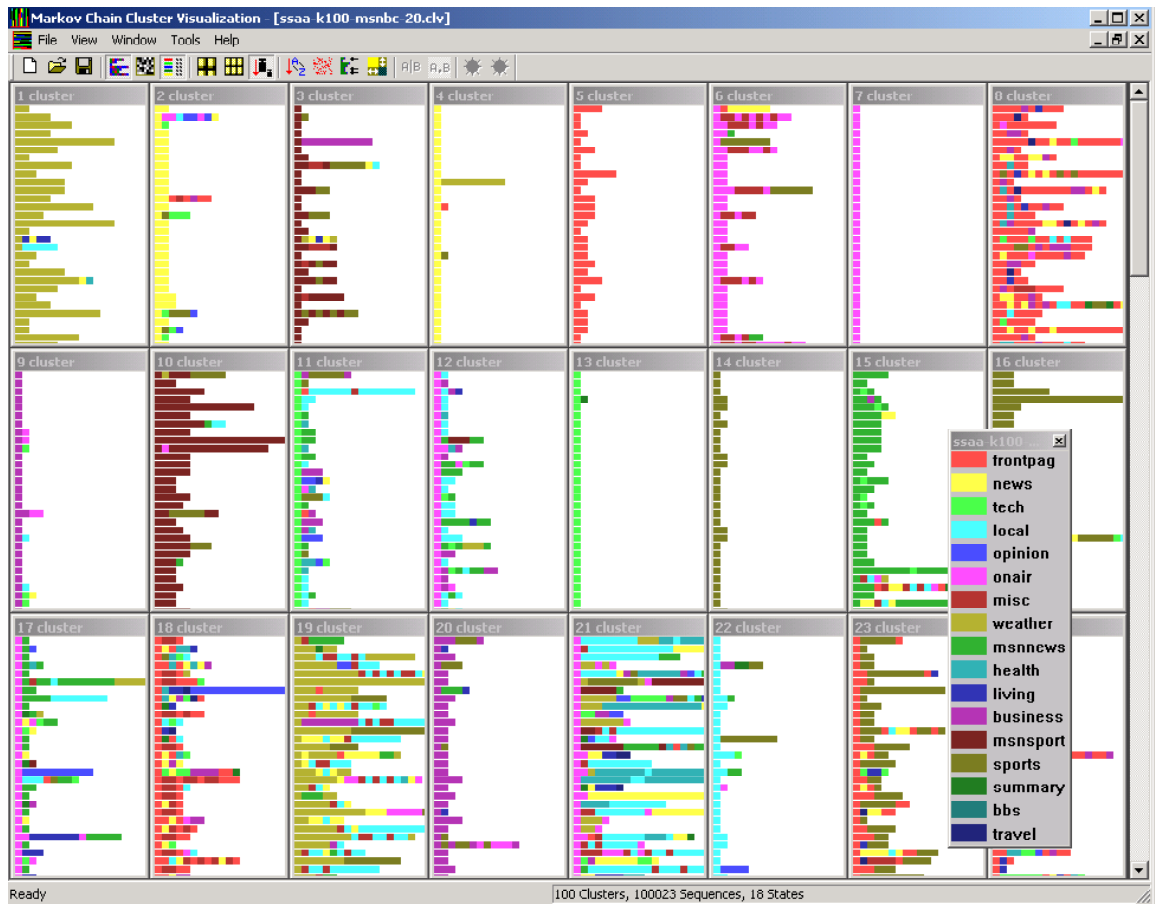 Markov Chain Cluster Visualization - [ssaa-k100-msnbc-20.clv]
File View Window Tools Help
A|B A,B
1 cluster 2 cluster 3 cluster 4 cluster 5 cluster 6 cluster 7 cluster 8 cluster
9 cluster 10 cluster 11 cluster 12 cluster 13 cluster 14 cluster 15 cluster 16 cluster
ssaa-k100 ...
frontpag
news
tech
local
opinion
onair
misc
weather
msnnews
health
living
business
msnsport
sports
summary
bbs
travel
17 cluster 18 cluster 19 cluster 20 cluster 21 cluster 22 cluster 23 cluster
Ready 100 Clusters, 100023 Sequences, 18 States